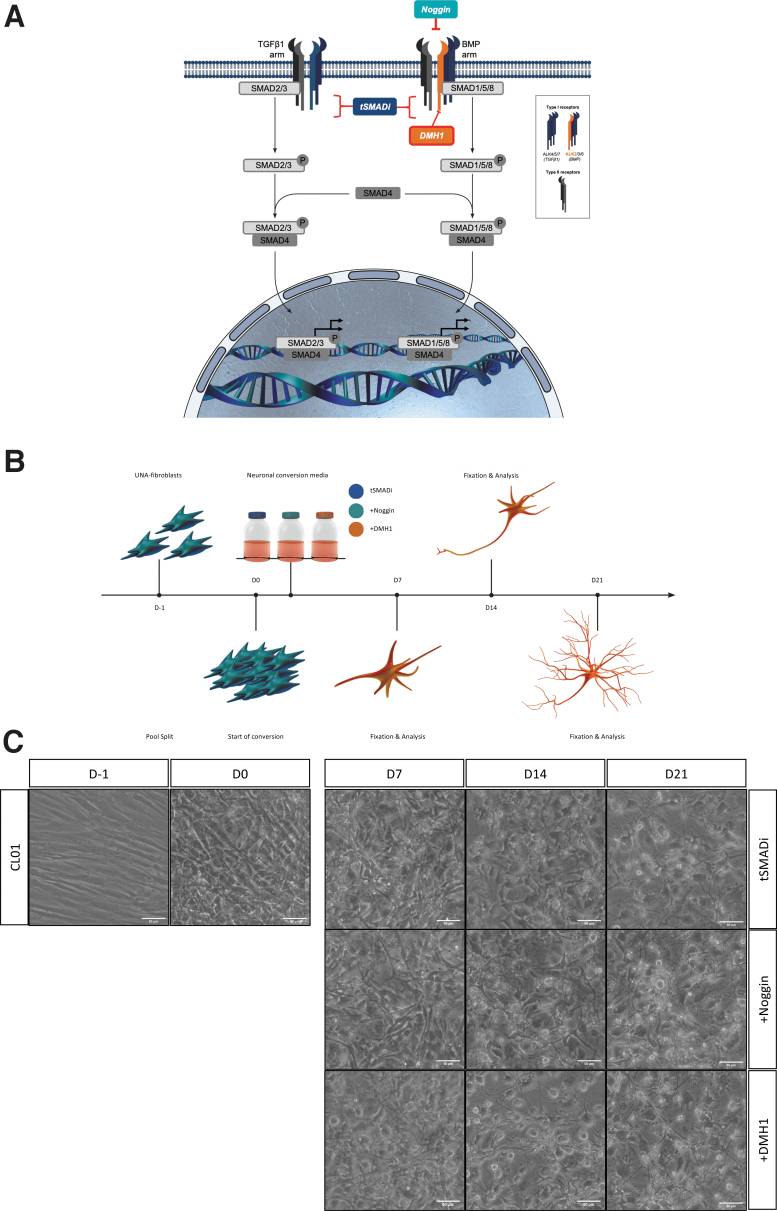 A
Noggin
TGFβ1
arm
BMP
arm
SMAD2/3
SMAD1/5/8
tSMADi
DMH1
Type I receptors
ALK4/5/7
(TGFβ1)
ALK2/3/6
(BMP)
Type II receptors
SMAD2/3
P
SMAD1/5/8
P
SMAD4
SMAD2/3
P
SMAD4
SMAD1/5/8
P
SMAD4
SMAD2/3
P
SMAD4
SMAD1/5/8
P
SMAD4
B
UNA-fibroblasts
Neuronal conversion media
Fixation & Analysis
tSMADi
+Noggin
+DMH1
D0
D7
D21
D-1
D14
Pool Split
Start of conversion
Fixation & Analysis
Fixation & Analysis
C
D-1
D0
D7
D14
D21
CL01
tSMADi
+Noggin
+DMH1